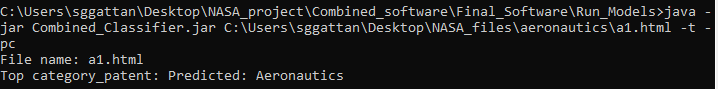 C:\Users\sggattan\Desktop\NASA_project\Combined_software\Final_Software\Run_Models>java -
jar Combined_Classifier.jar C:\Users\sggattan\Desktop\NASA_files\aeronautics\a1.html -t -
pc
File name: a1.html
Top category_patent: Predicted: Aeronautics